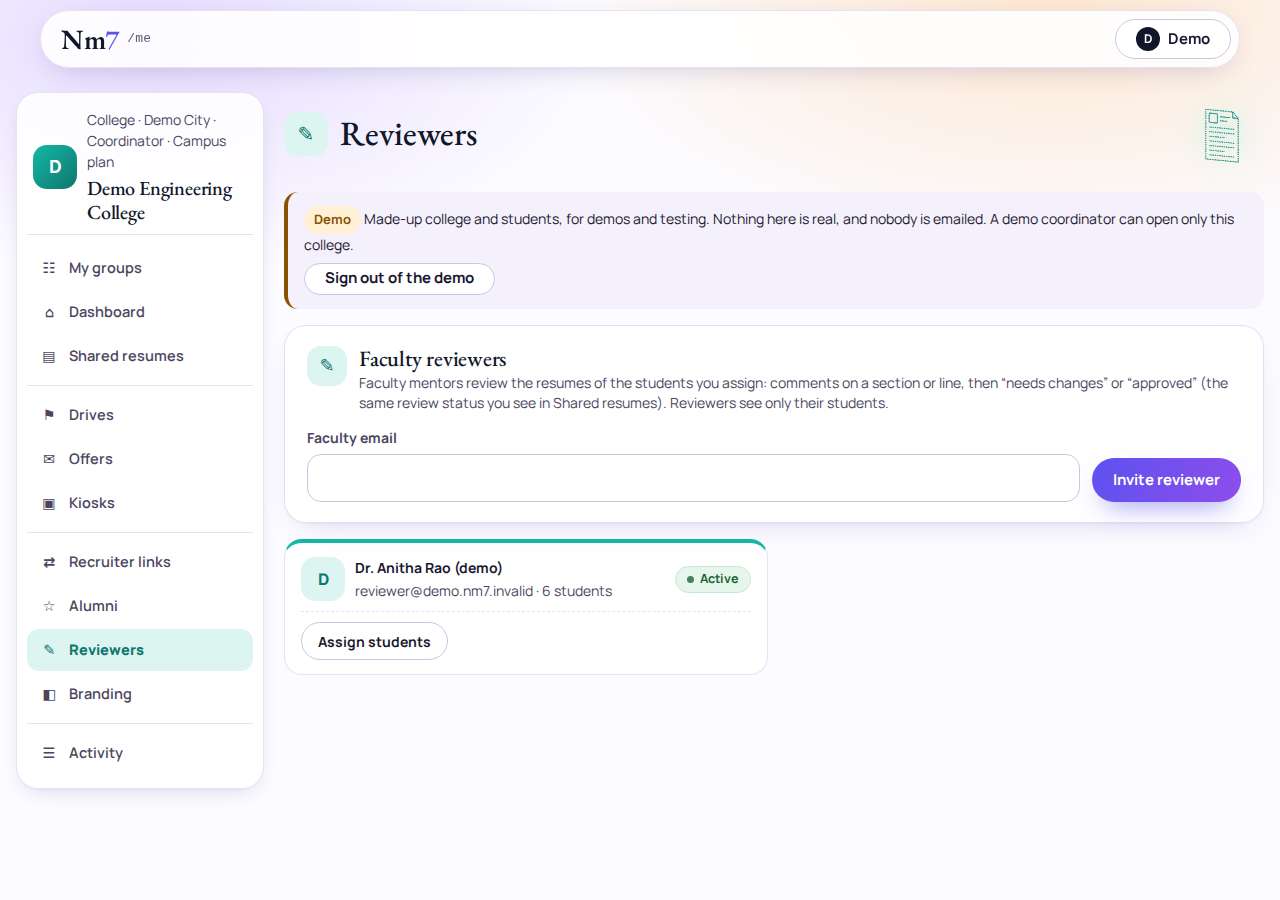 Nm7 /me
D Demo
College · Demo City ·
Coordinator · Campus
plan
D
Demo Engineering
College
My groups
Dashboard
Shared resumes
Drives
Offers
Kiosks
Recruiter links
Alumni
Reviewers
Branding
Activity
Reviewers
Demo Made-up college and students, for demos and testing. Nothing here is real, and nobody is emailed. A demo coordinator can open only this
college.
Sign out of the demo
Faculty reviewers
Faculty mentors review the resumes of the students you assign: comments on a section or line, then “needs changes” or “approved” (the
same review status you see in Shared resumes). Reviewers see only their students.
Faculty email
Invite reviewer
D
Dr. Anitha Rao (demo)
reviewer@demo.nm7.invalid · 6 students
Active
Assign students